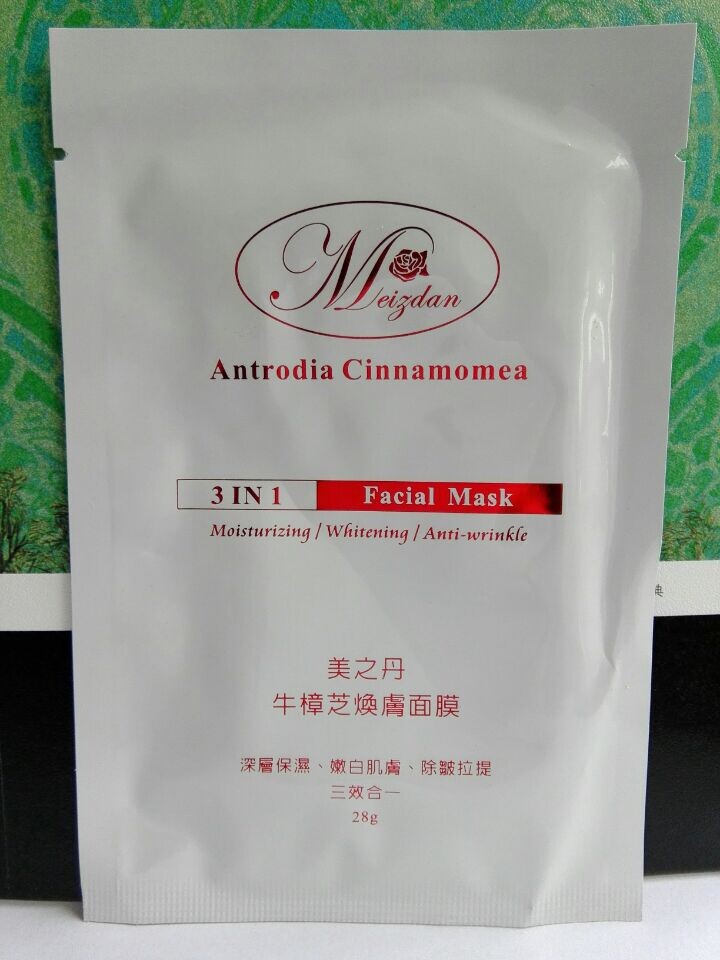 Meizdan
Antrodia Cinnamomea
3 IN 1 Facial Mask
Moisturizing / Whitening / Anti-wrinkle
典
美之丹
牛樟芝煥膚面膜
深層保濕、嫩白肌膚、除皺拉提
三效合一
28g